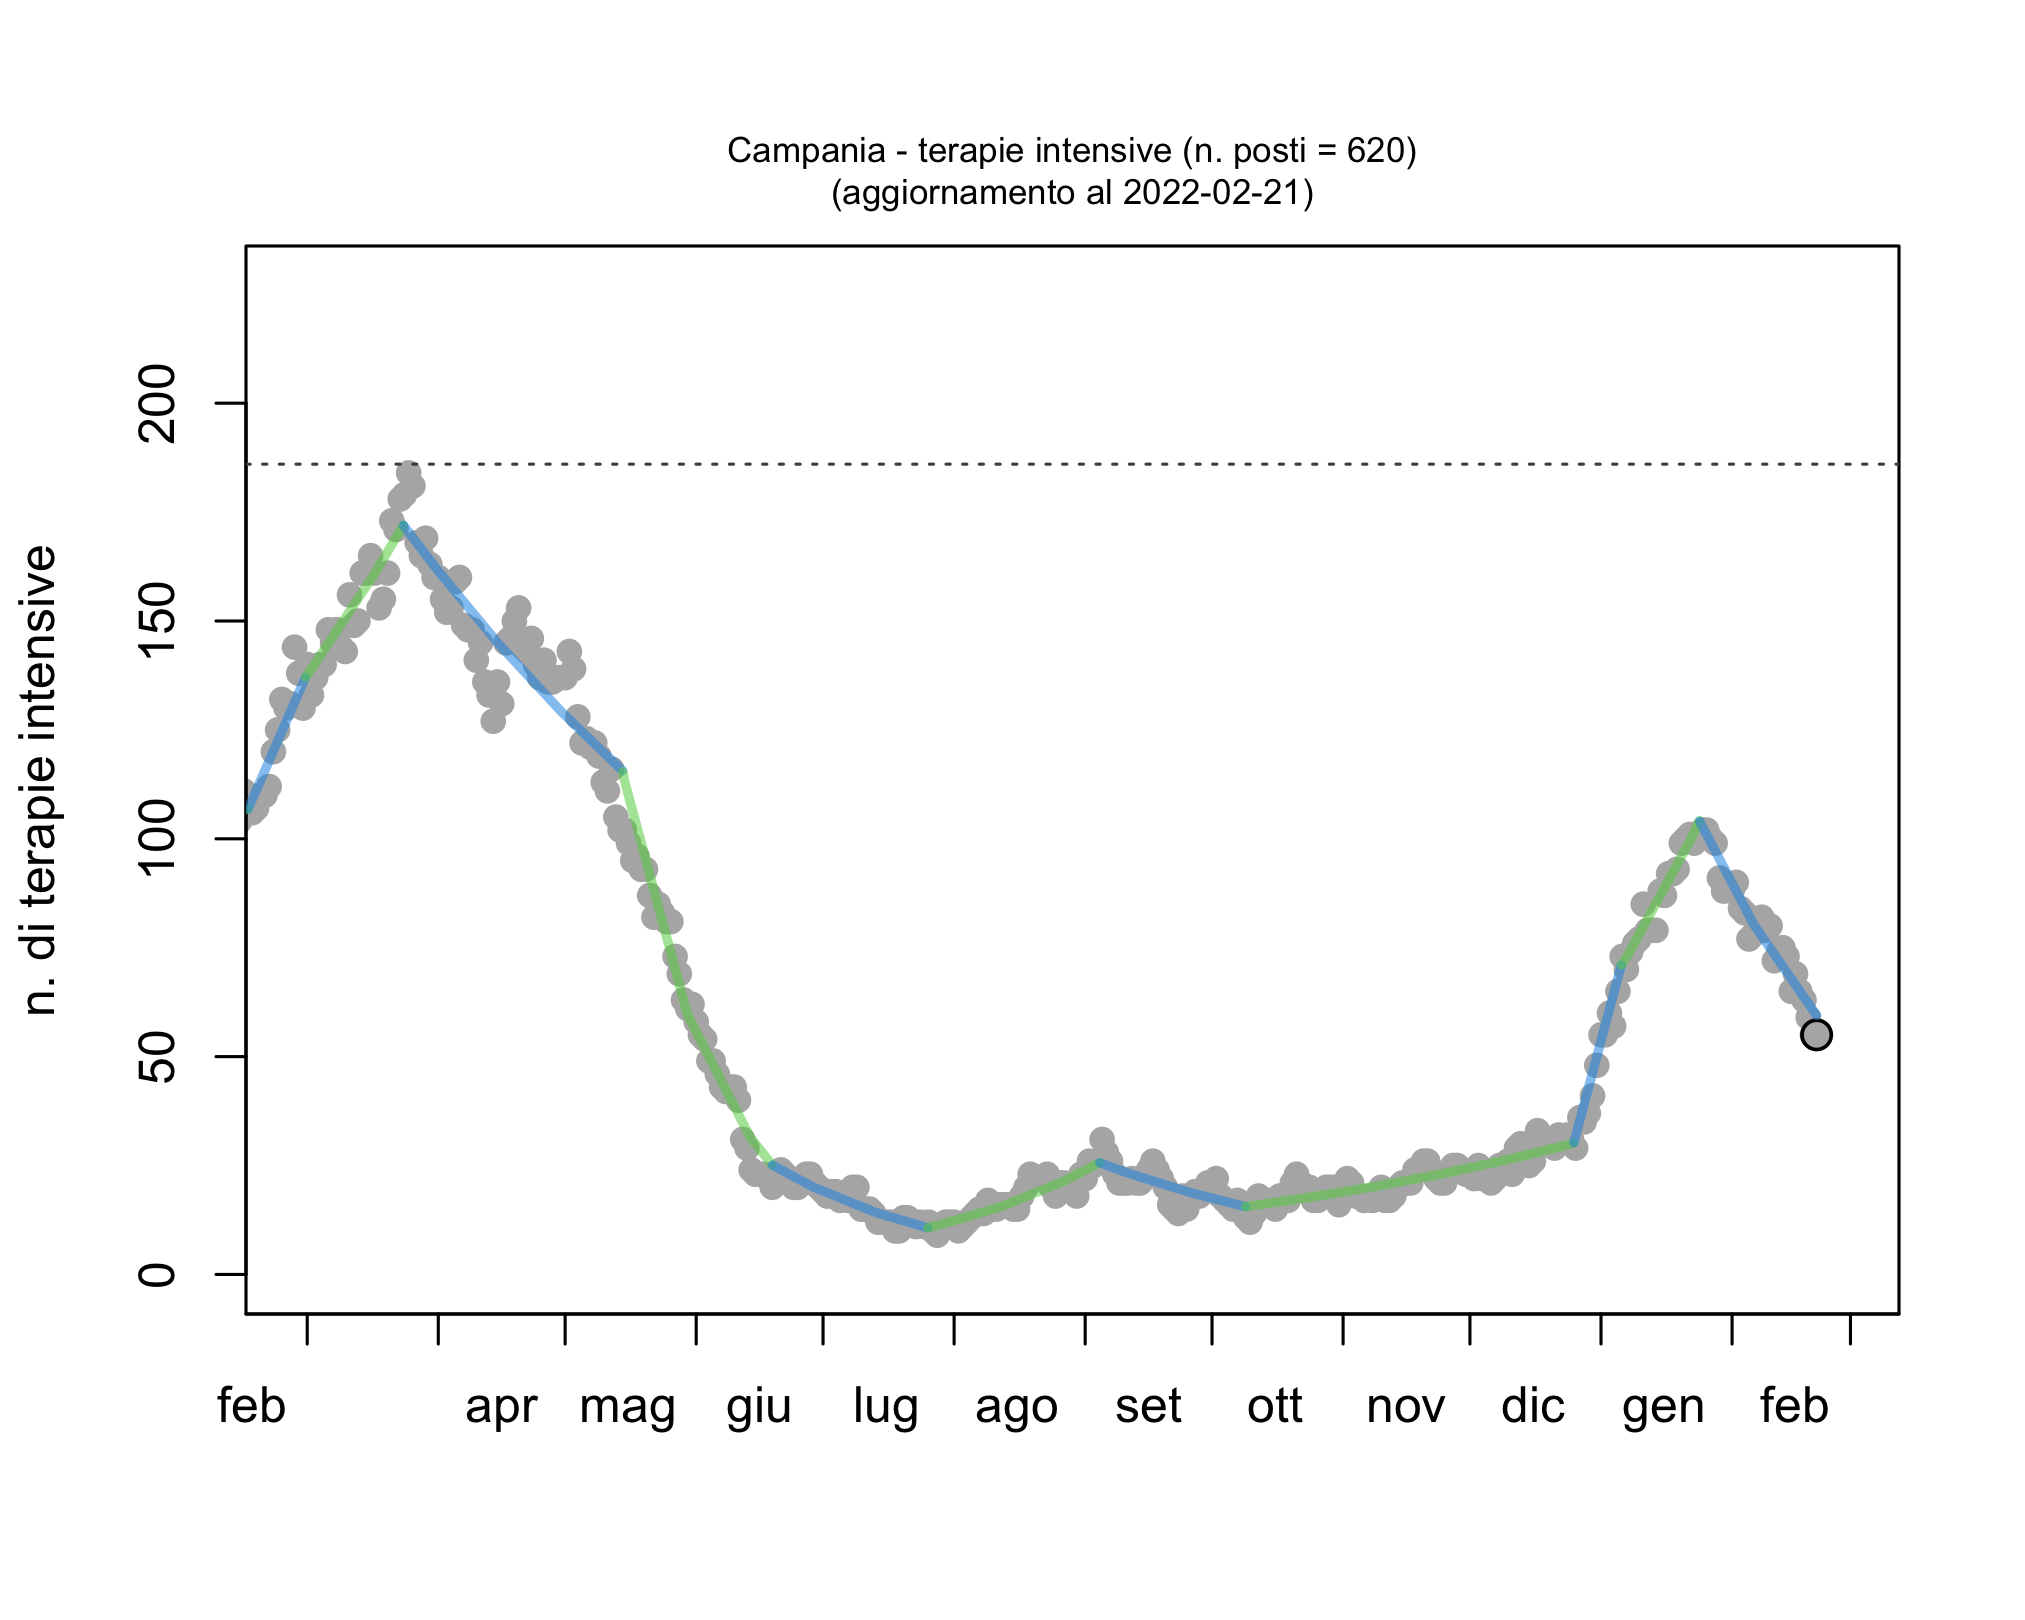 Campania - terapie intensive (n. posti = 620)
(aggiornamento al 2022-02-21)
n. di terapie intensive
200
150
100
50
0
feb apr mag giu lug ago set ott nov dic gen feb